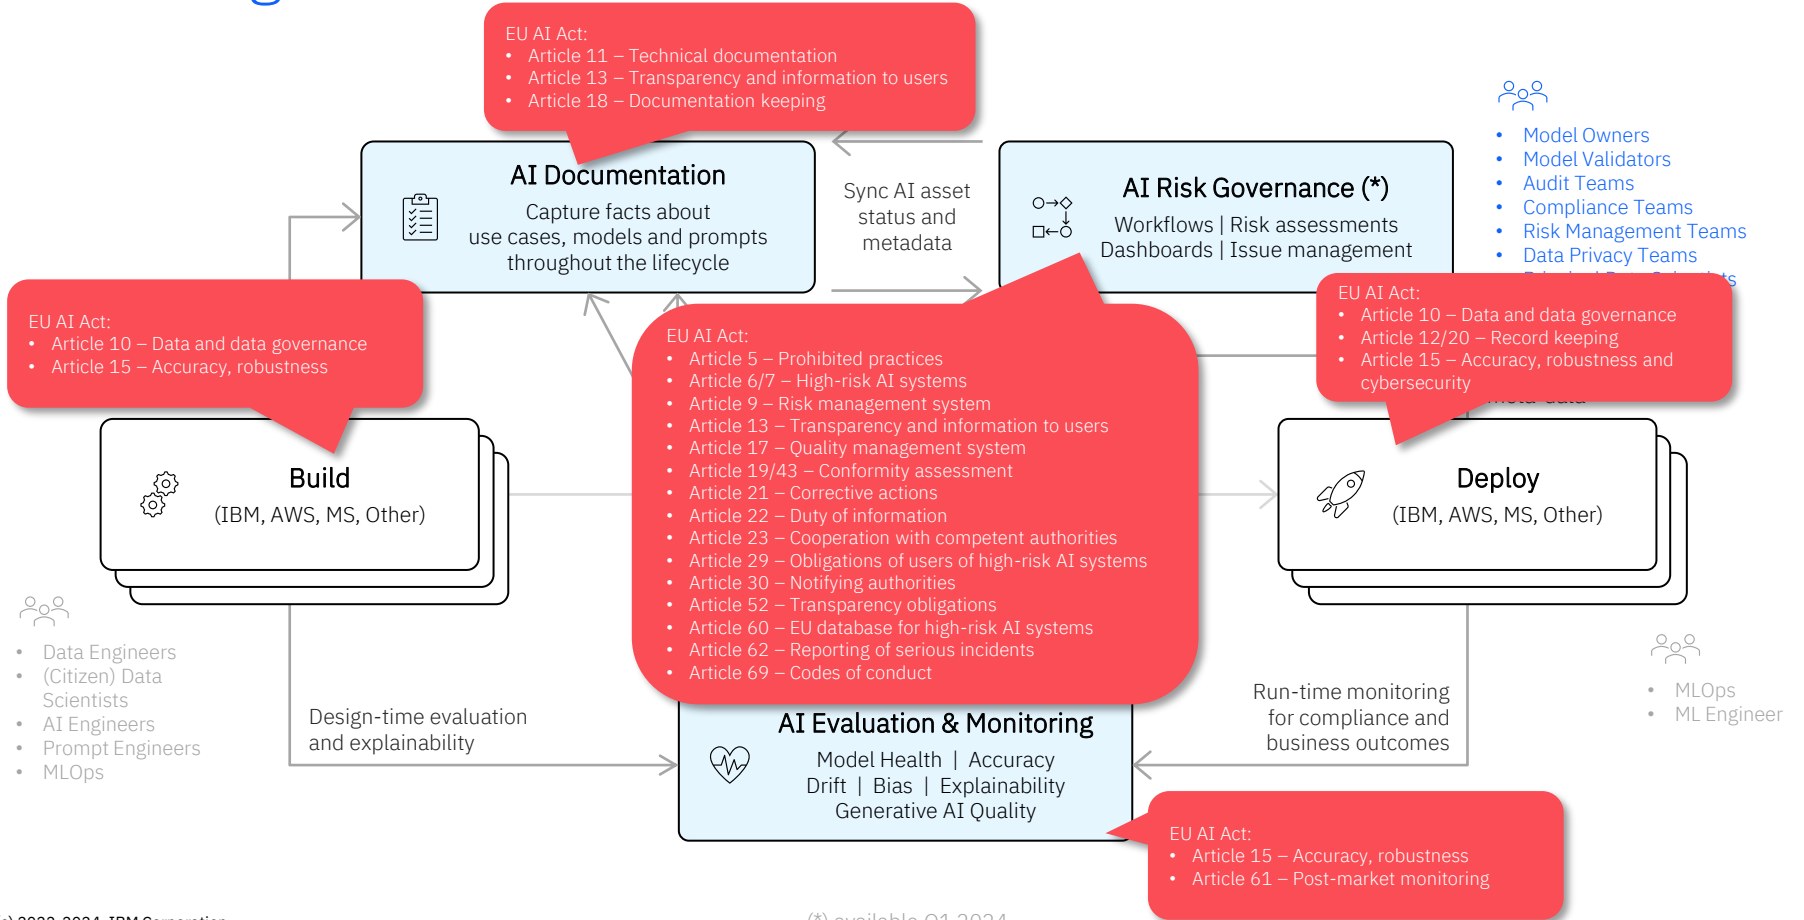 EU AI Act:
• Article 11 – Technical documentation
• Article 13 – Transparency and information to users
• Article 18 – Documentation keeping
AI Documentation
Capture facts about
use cases, models and prompts
throughout the lifecycle
Sync AI asset
status and
metadata
AI Risk Governance (*)
Workflows | Risk assessments
Dashboards | Issue management
• Model Owners
• Model Validators
• Audit Teams
• Compliance Teams
• Risk Management Teams
• Data Privacy Teams
EU AI Act:
• Article 10 – Data and data governance
• Article 15 – Accuracy, robustness
EU AI Act:
• Article 5 – Prohibited practices
• Article 6/7 – High-risk AI systems
• Article 9 – Risk management system
• Article 13 – Transparency and information to users
• Article 17 – Quality management system
• Article 19/43 – Conformity assessment
• Article 21 – Corrective actions
• Article 22 – Duty of information
• Article 23 – Cooperation with competent authorities
• Article 29 – Obligations of users of high-risk AI systems
• Article 30 – Notifying authorities
• Article 52 – Transparency obligations
• Article 60 – EU database for high-risk AI systems
• Article 62 – Reporting of serious incidents
• Article 69 – Codes of conduct
EU AI Act:
• Article 10 – Data and data governance
• Article 12/20 – Record keeping
• Article 15 – Accuracy, robustness and
cybersecurity
Build
(IBM, AWS, MS, Other)
Deploy
(IBM, AWS, MS, Other)
• Data Engineers
• (Citizen) Data
Scientists
• AI Engineers
• Prompt Engineers
• MLOps
Design-time evaluation
and explainability
AI Evaluation & Monitoring
Model Health | Accuracy
Drift | Bias | Explainability
Generative AI Quality
Run-time monitoring
for compliance and
business outcomes
• MLOps
• ML Engineer
EU AI Act:
• Article 15 – Accuracy, robustness
• Article 61 – Post-market monitoring
2024 IBM Corporation
(*) available Q1 2024